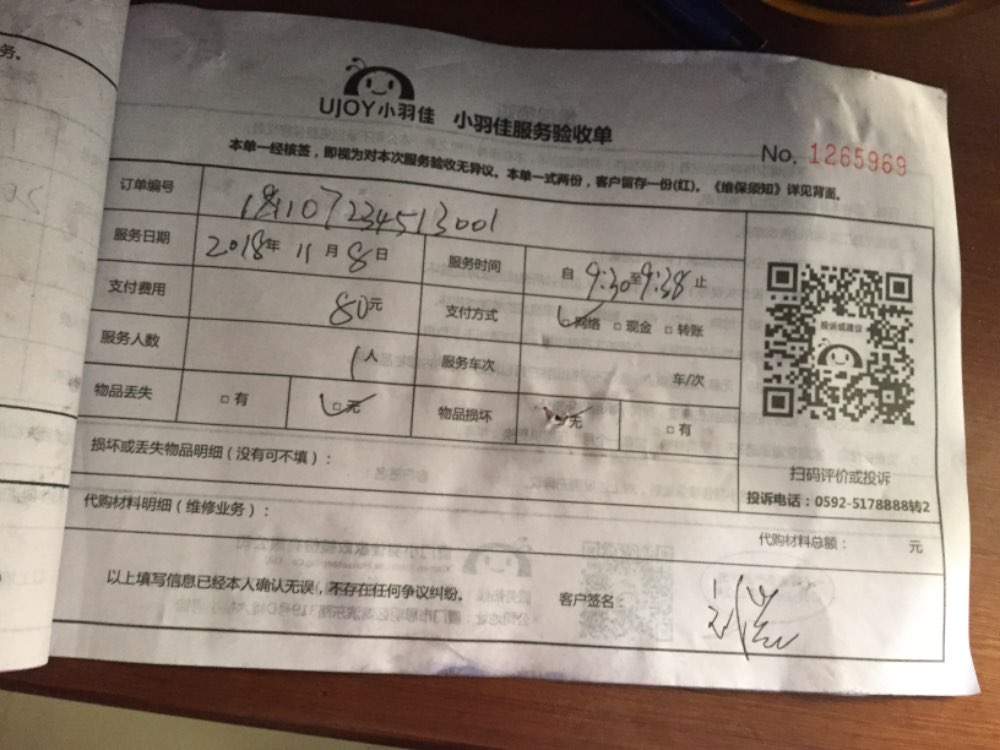 务。
UJOY小羽佳 小羽佳服务验收单
No. 1265969
本单一经核签，即视为对本次服务验收无异议。本单一式两份，客户留存一份(红)。《维保须知》详见背面。
订单编号 181107234513001
服务日期 2018年 11月 8日 服务时间 自 9:30至9:38止
支付费用 80元 支付方式 □网络 □现金 □转账
服务人数 1人 服务车次 车/次
物品丢失 □有 □无 物品损坏 □无 □有
投诉或建议
扫码评价或投诉
投诉电话：0592-5178888转2
损坏或丢失物品明细（没有可不填）：
代购材料明细（维修业务）：
代购材料总额： 元
以上填写信息已经本人确认无误，不存在任何争议纠纷。 客户签名：